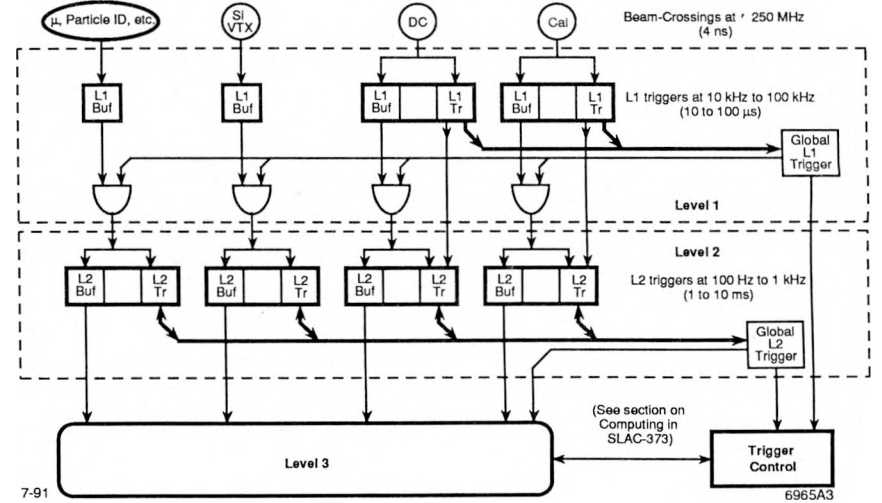 μ, Particle ID, etc.
SI
VTX
DC
Cal
Beam-Crossings at ′ 250 MHz
(4 ns)
L1
Buf
L1
Buf
L1
Buf
L1
Tr
L1
Buf
L1
Tr
L1 triggers at 10 kHz to 100 kHz
(10 to 100 μs)
Global
L1
Trigger
Level 1
Level 2
L2
Buf
L2
Tr
L2
Buf
L2
Tr
L2
Buf
L2
Tr
L2
Buf
L2
Tr
L2 triggers at 100 Hz to 1 kHz
(1 to 10 ms)
Global
L2
Trigger
(See section on
Computing in
SLAC-373)
Level 3
Trigger
Control
7-91
6965A3